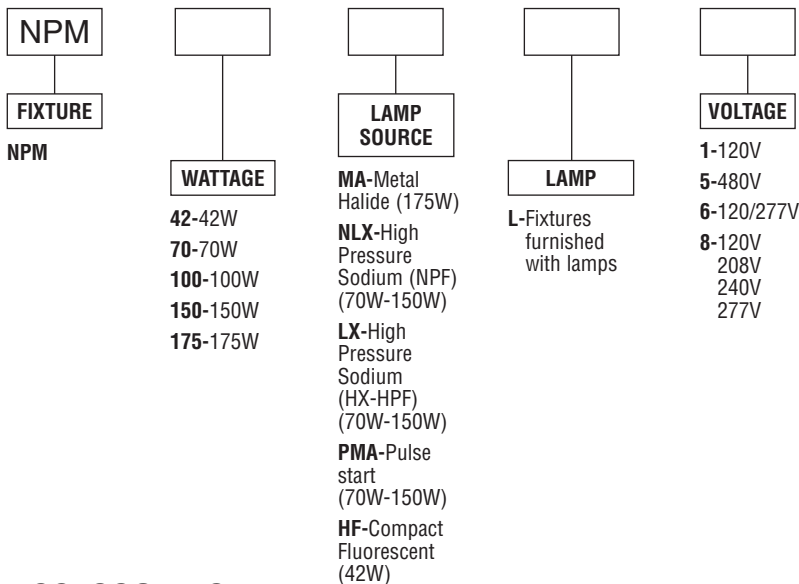 NPM
FIXTURE
NPM
WATTAGE
42-42W
70-70W
100-100W
150-150W
175-175W
LAMP
SOURCE
MA-Metal
Halide (175W)
NLX-High
Pressure
Sodium (NPF)
(70W-150W)
LX-High
Pressure
Sodium
(HX-HPF)
(70W-150W)
PMA-Pulse
start
(70W-150W)
HF-Compact
Fluorescent
(42W)
LAMP
L-Fixtures
furnished
with lamps
VOLTAGE
1-120V
5-480V
6-120/277V
8-120V
208V
240V
277V